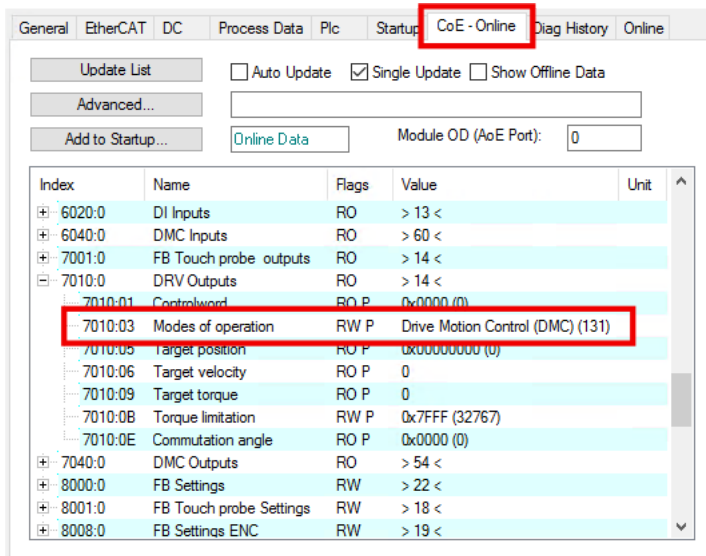 General EtherCAT DC Process Data Plc Startup CoE - Online Diag History Online
Update List Auto Update Single Update Show Offline Data
Advanced...
Add to Startup... Online Data Module OD (AoE Port): 0
Index Name Flags Value Unit
6020:0 DI Inputs RO > 13 <
6040:0 DMC Inputs RO > 60 <
7001:0 FB Touch probe outputs RO > 14 <
7010:0 DRV Outputs RO > 14 <
7010:01 Controlword RO P 0x0000 (0)
7010:03 Modes of operation RW P Drive Motion Control (DMC) (131)
7010:05 Target position RO P 0x00000000 (0)
7010:06 Target velocity RO P 0
7010:09 Target torque RO P 0
7010:0B Torque limitation RW P 0x7FFF (32767)
7010:0E Commutation angle RO P 0x0000 (0)
7040:0 DMC Outputs RO > 54 <
8000:0 FB Settings RW > 22 <
8001:0 FB Touch probe Settings RW > 18 <
8008:0 FB Settings ENC RW > 19 <